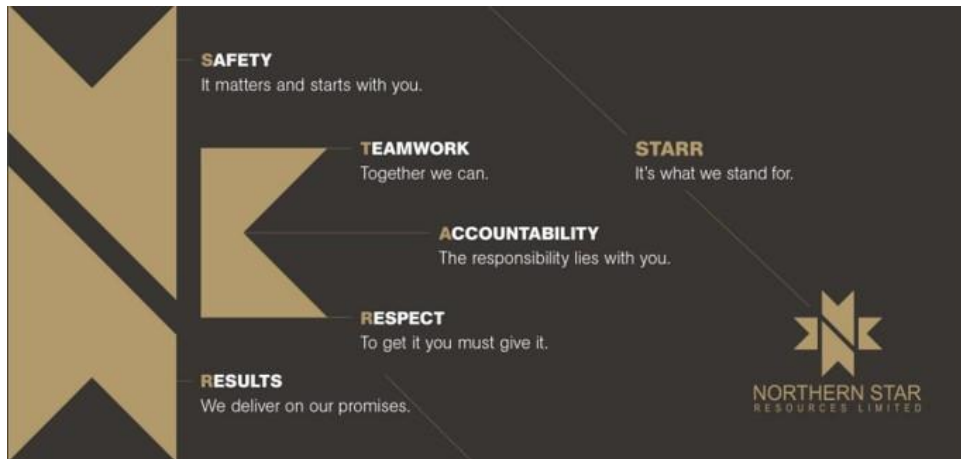 SAFETY
It matters and starts with you.
TEAMWORK
Together we can.
STARR
It's what we stand for.
ACCOUNTABILITY
The responsibility lies with you.
RESPECT
To get it you must give it.
RESULTS
We deliver on our promises.
NORTHERN STAR
RESOURCES LIMITED